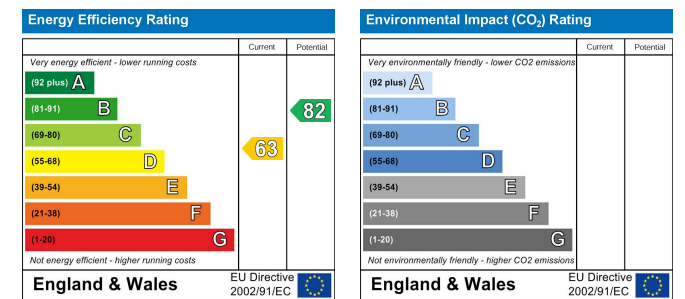 Energy Efficiency Rating
Current Potential
Very energy efficient - lower running costs
(92 plus) A
(81-91) B
82
(69-80) C
63
(55-68) D
(39-54) E
(21-38) F
(1-20) G
Not energy efficient - higher running costs
England & Wales
EU Directive
2002/91/EC
Environmental Impact (CO2) Rating
Current Potential
Very environmentally friendly - lower CO2 emissions
(92 plus) A
(81-91) B
(69-80) C
(55-68) D
(39-54) E
(21-38) F
(1-20) G
Not environmentally friendly - higher CO2 emissions
England & Wales
EU Directive
2002/91/EC